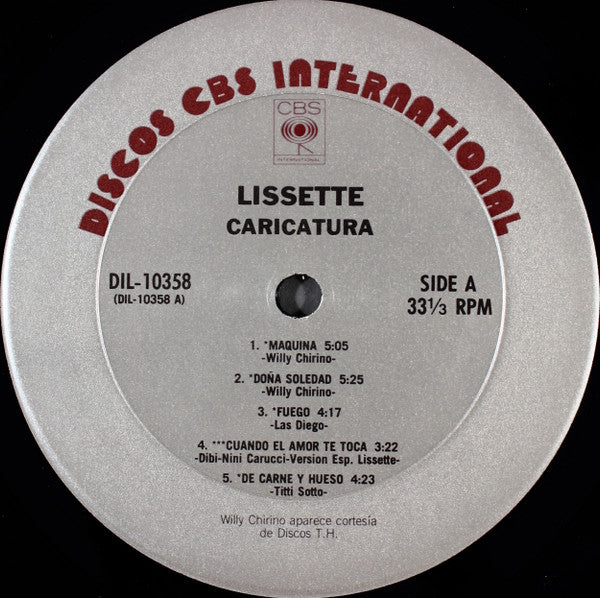 DISCOS CBS INTERNATIONAL
CBS
INTERNATIONAL
LISSETTE
CARICATURA
DIL-10358
(DIL-10358 A)
SIDE A
33⅓ RPM
1. *MAQUINA 5:05
-Willy Chirino-
2. *DOÑA SOLEDAD 5:25
-Willy Chirino-
3. *FUEGO 4:17
-Las Diego-
4. ***CUANDO EL AMOR TE TOCA 3:22
-Dibi-Nini Carucci-Version Esp. Lissette-
5. *DE CARNE Y HUESO 4:23
-Titti Sotto-
Willy Chirino aparece cortesía
de Discos T.H.